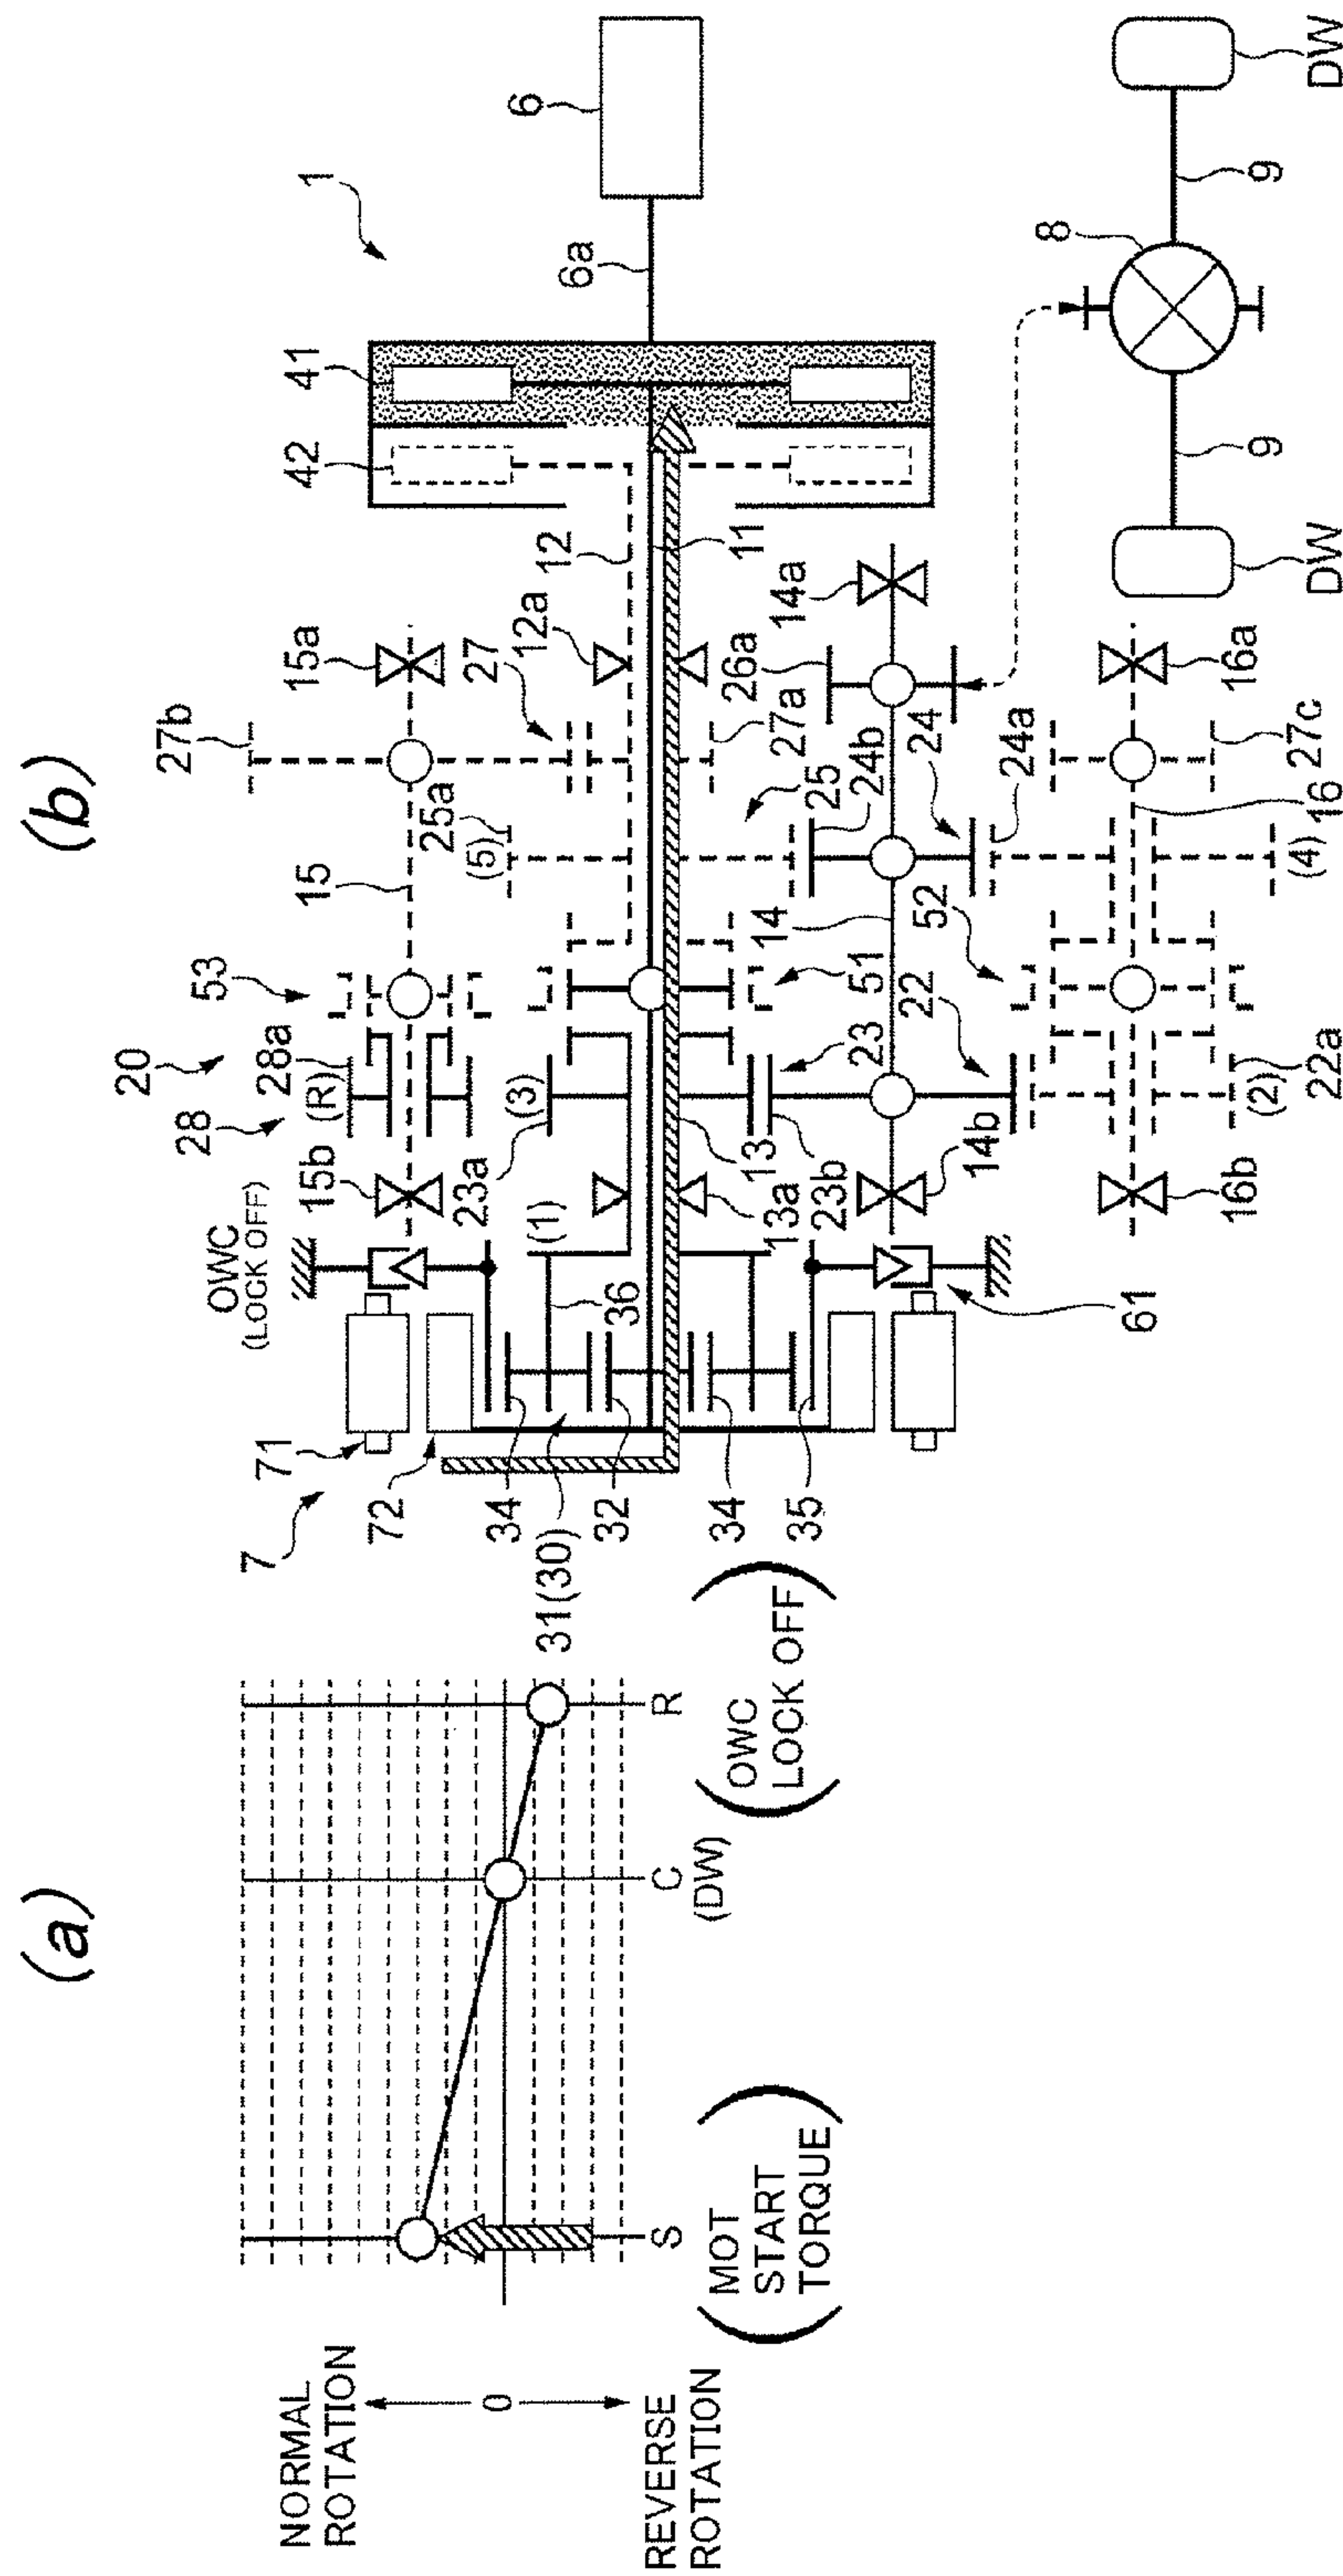 (a)
NORMAL
ROTATION
0
REVERSE
ROTATION
S
C
R
(DW)
(MOT
START
TORQUE)
(OWC
LOCK OFF)
(b)
1
7
71
72
34
31(30)
32
34
35
OWC
(LOCK OFF)
28
20
53
15b
28a
(R)
15
15a
27b
25a
(5)
27
12a
12
42
41
6a
6
23a
(3)
(1)
36
13a
13
23b
23
51
14
25
27a
11
61
14b
22
52
24b
24
26a
14a
24a
16b
(2)
22a
(4)
16
27c
16a
8
9
9
DW
DW